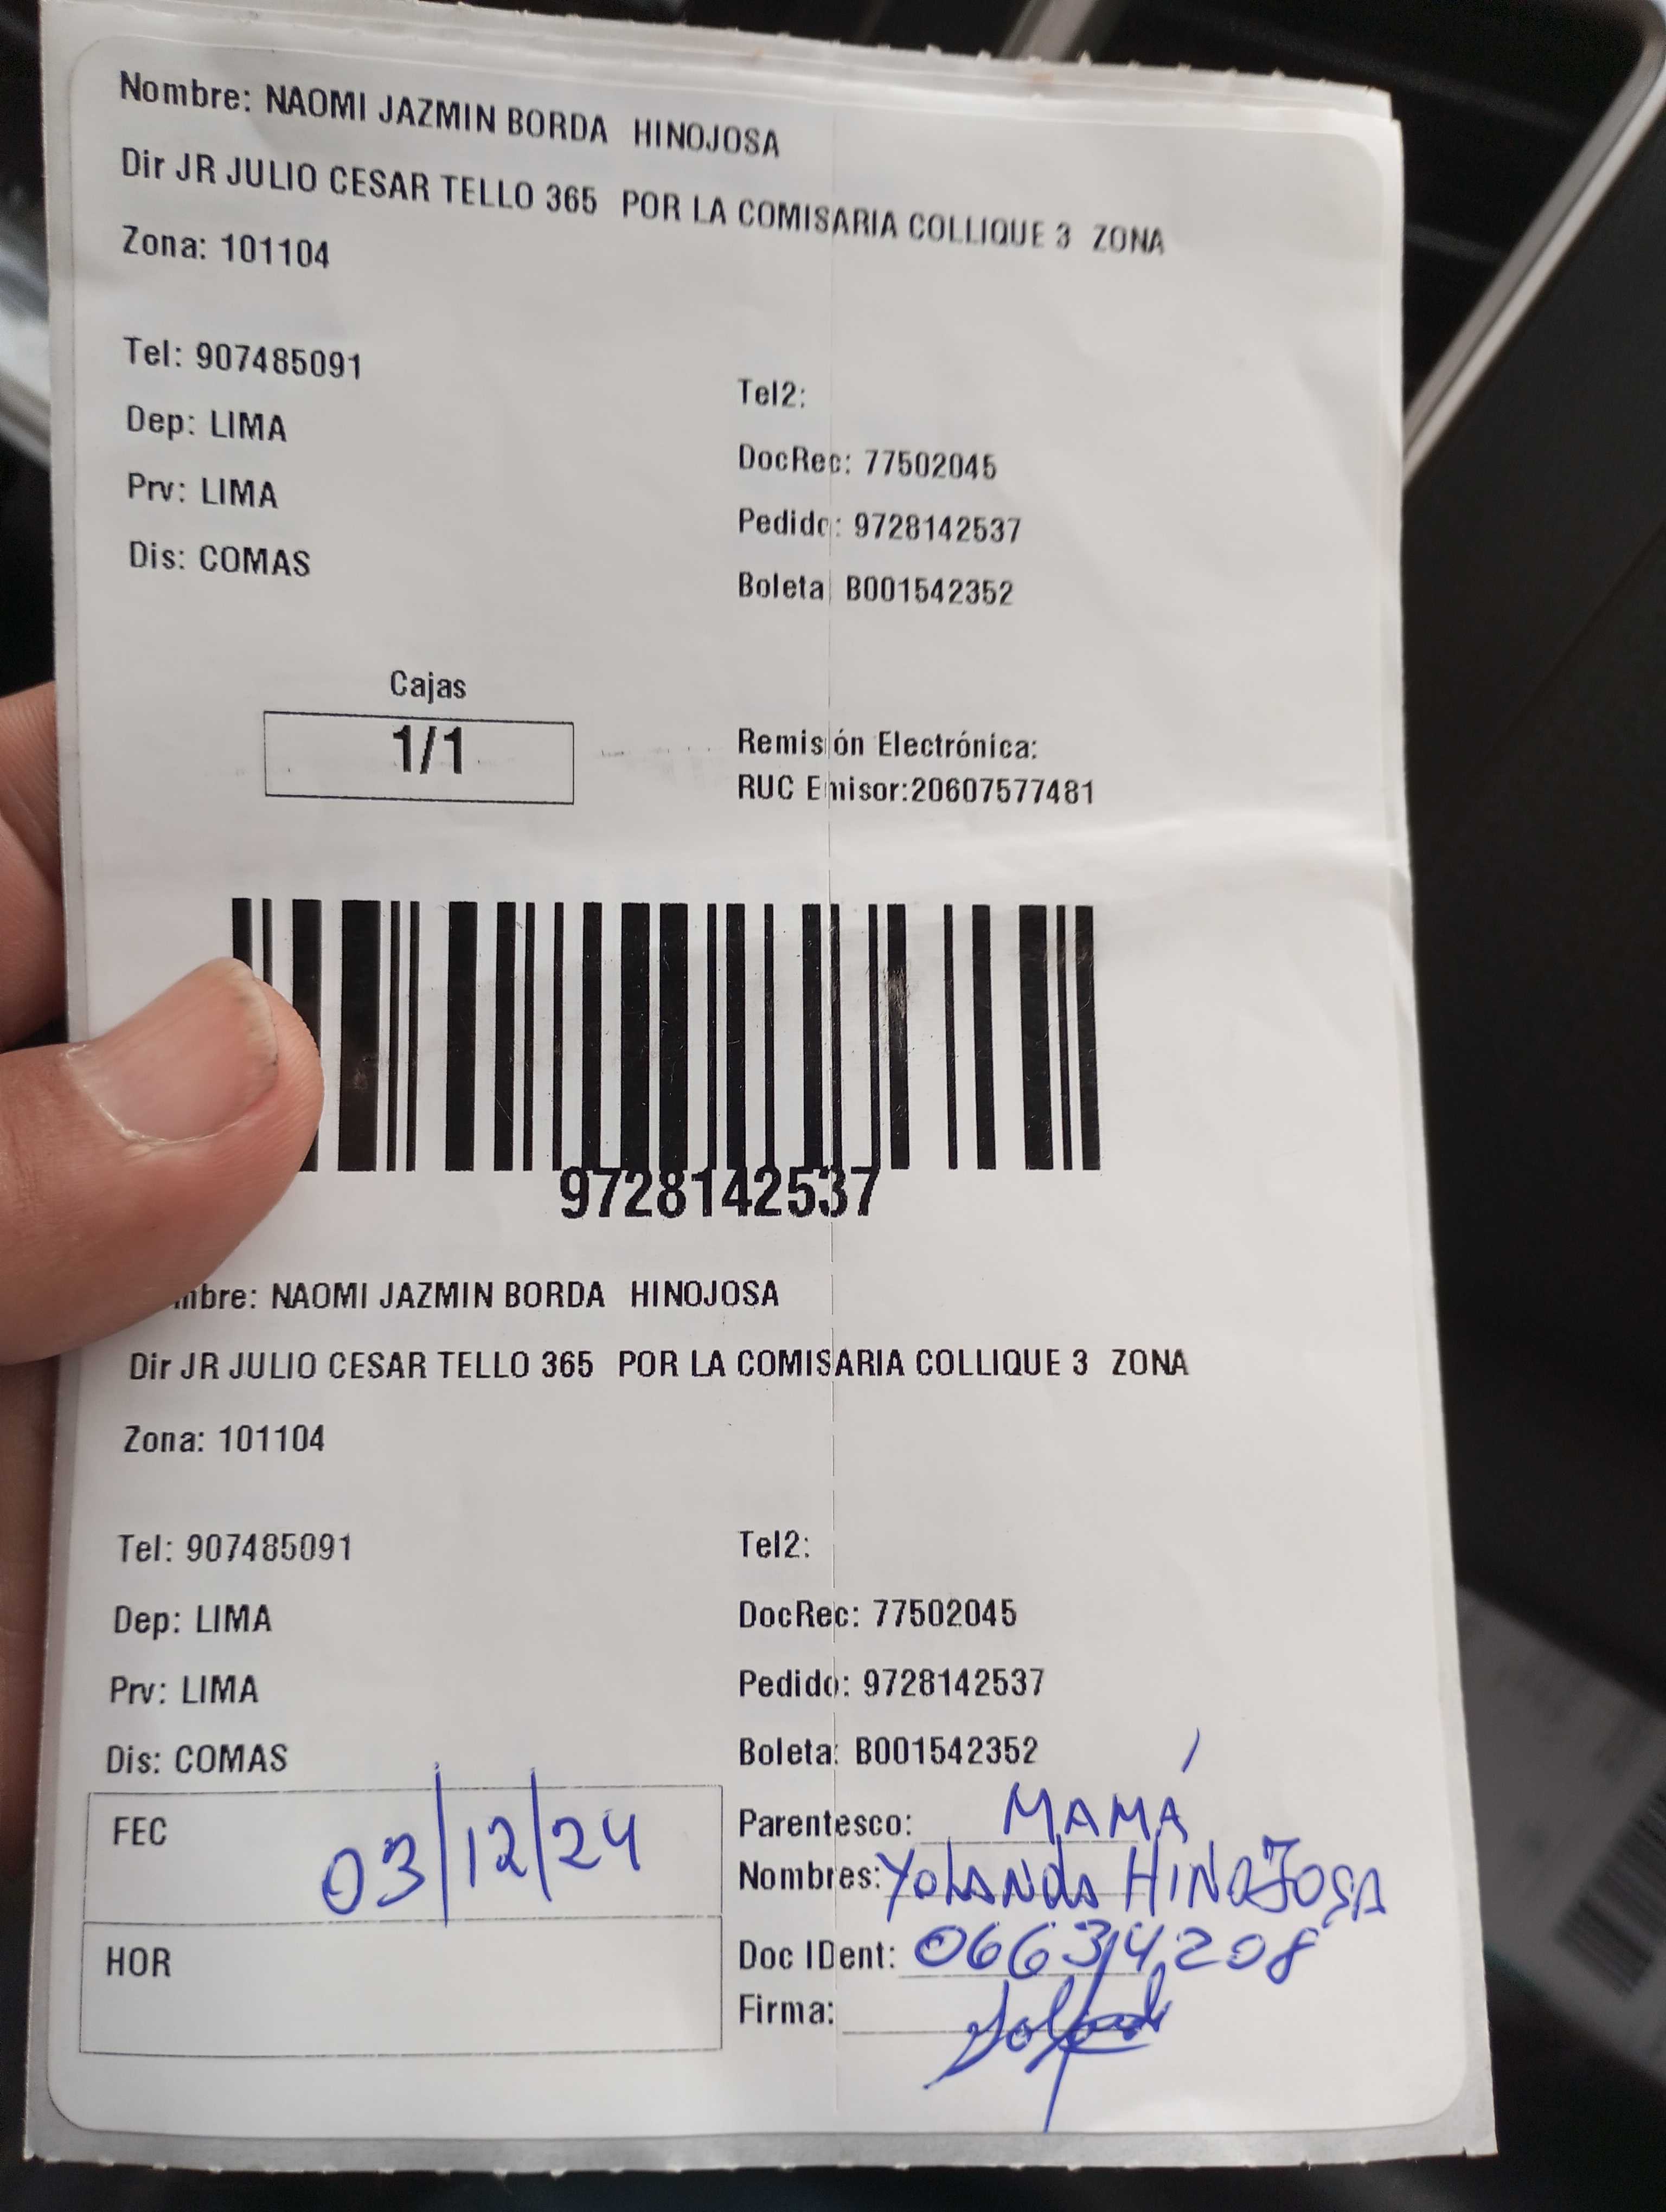 Nombre: NAOMI JAZMIN BORDA HINOJOSA
Dir JR JULIO CESAR TELLO 365 POR LA COMISARIA COLLIQUE 3 ZONA
Zona: 101104
Tel: 907485091
Tel2:
Dep: LIMA
DocRec: 77502045
Prv: LIMA
Pedido: 9728142537
Dis: COMAS
Boleta: B001542352
Cajas
1/1
Remisión Electrónica:
RUC Emisor:20607577481
9728142537
mbre: NAOMI JAZMIN BORDA HINOJOSA
Dir JR JULIO CESAR TELLO 365 POR LA COMISARIA COLLIQUE 3 ZONA
Zona: 101104
Tel: 907485091
Tel2:
Dep: LIMA
DocRec: 77502045
Prv: LIMA
Pedido: 9728142537
Dis: COMAS
Boleta: B001542352
FEC 03/12/24
Parentesco: MAMÁ
Nombres: YOLANDA HINOJOSA
HOR
Doc IDent: 06634208
Firma: